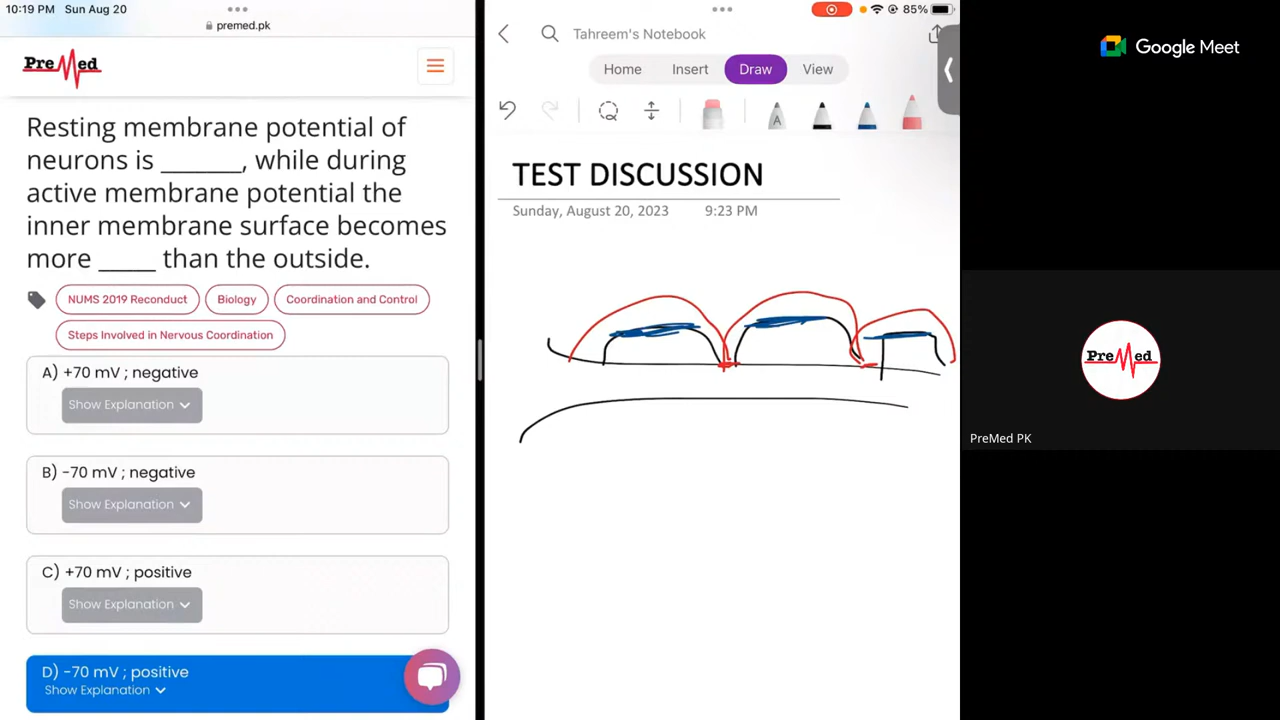 10:19 PM Sun Aug 20
premed.pk
PreMed
Resting membrane potential of
neurons is _______, while during
active membrane potential the
inner membrane surface becomes
more _____ than the outside.
NUMS 2019 Reconduct
Biology
Coordination and Control
Steps Involved in Nervous Coordination
A) +70 mV ; negative
Show Explanation
B) -70 mV ; negative
Show Explanation
C) +70 mV ; positive
Show Explanation
D) -70 mV ; positive
Show Explanation
85%
Tahreem's Notebook
Home Insert Draw View
A
TEST DISCUSSION
Sunday, August 20, 2023 9:23 PM
Google Meet
PreMed
PreMed PK